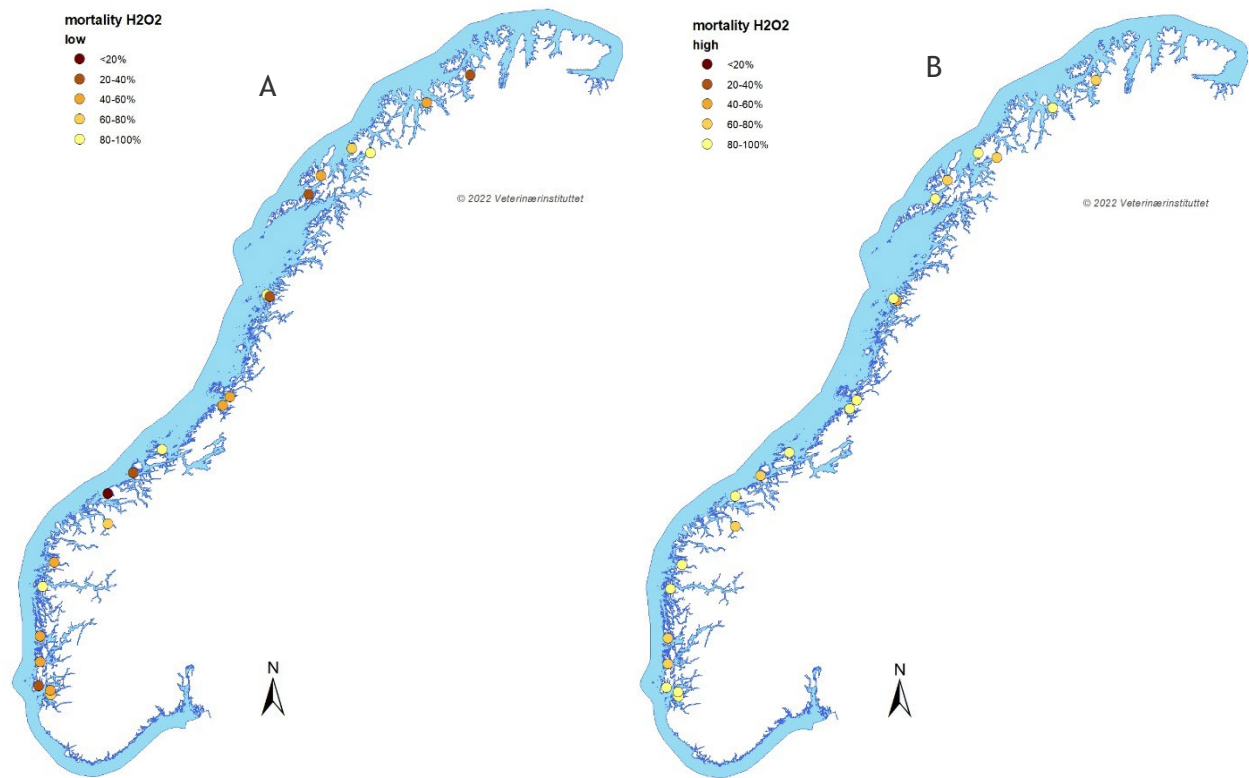 mortality H2O2
low
<20%
20-40%
40-60%
60-80%
80-100%
A
© 2022 Veterinærinstituttet
N
mortality H2O2
high
<20%
20-40%
40-60%
60-80%
80-100%
B
© 2022 Veterinærinstituttet
N